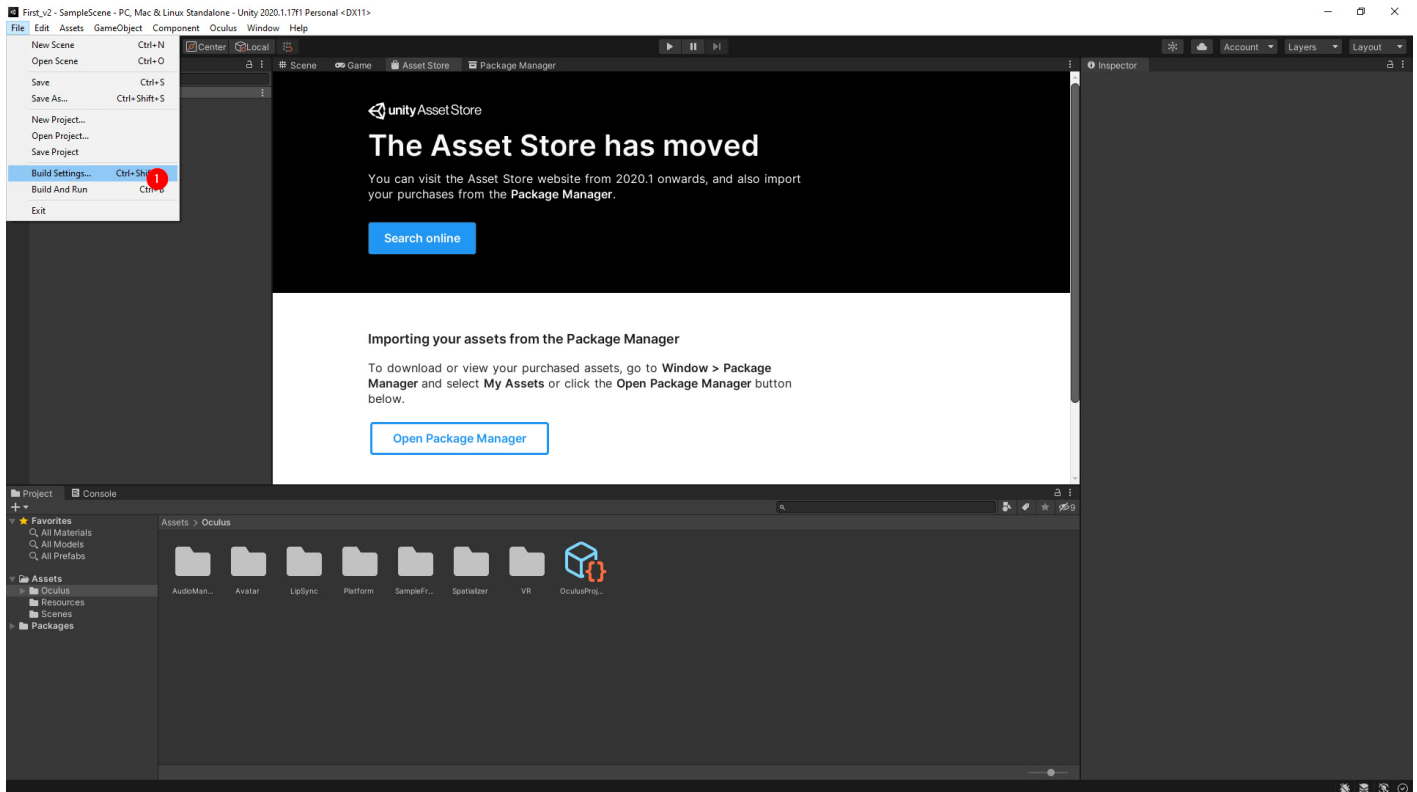 First_v2 - SampleScene - PC, Mac & Linux Standalone - Unity 2020.1.17f1 Personal <DX11>
File Edit Assets GameObject Component Oculus Window Help
New Scene Ctrl+N
Open Scene Ctrl+O
Save Ctrl+S
Save As... Ctrl+Shift+S
New Project...
Open Project...
Save Project
Build Settings...
1
Build And Run
Exit
Center Local
Account Layers Layout
Scene Game Asset Store Package Manager
Inspector
unity Asset Store
The Asset Store has moved
You can visit the Asset Store website from 2020.1 onwards, and also import
your purchases from the Package Manager.
Search online
Importing your assets from the Package Manager
To download or view your purchased assets, go to Window > Package
Manager and select My Assets or click the Open Package Manager button
below.
Open Package Manager
Project Console
9
Favorites
All Materials
All Models
All Prefabs
Assets
Oculus
Resources
Scenes
Packages
Assets > Oculus
AudioMan... Avatar LipSync Platform SampleFr... Spatializer VR OculusProj...